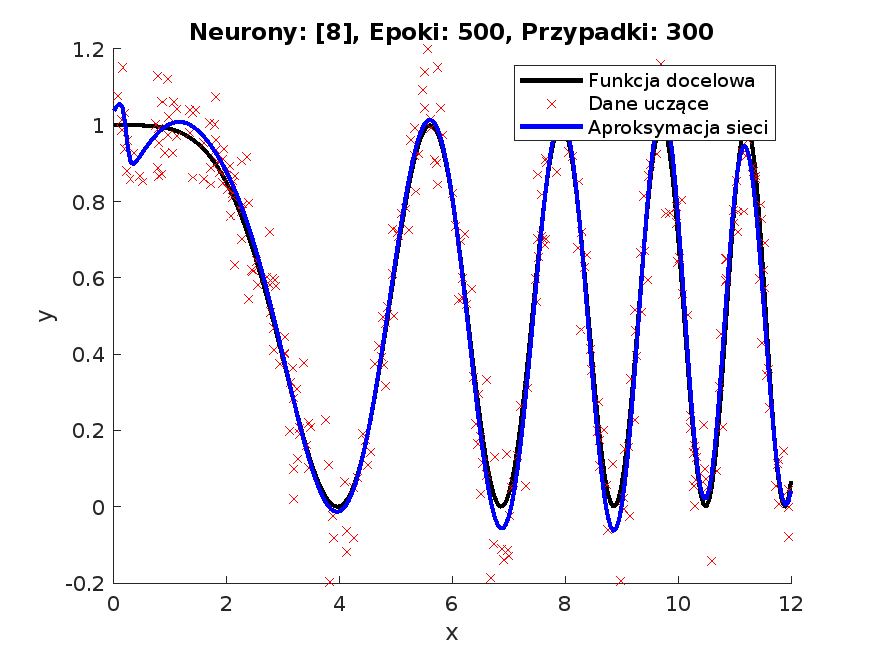 Neurony: [8], Epoki: 500, Przypadki: 300
Funkcja docelowa
Dane uczące
Aproksymacja sieci
1.2
1
0.8
0.6
0.4
0.2
0
-0.2
y
0 2 4 6 8 10 12
x